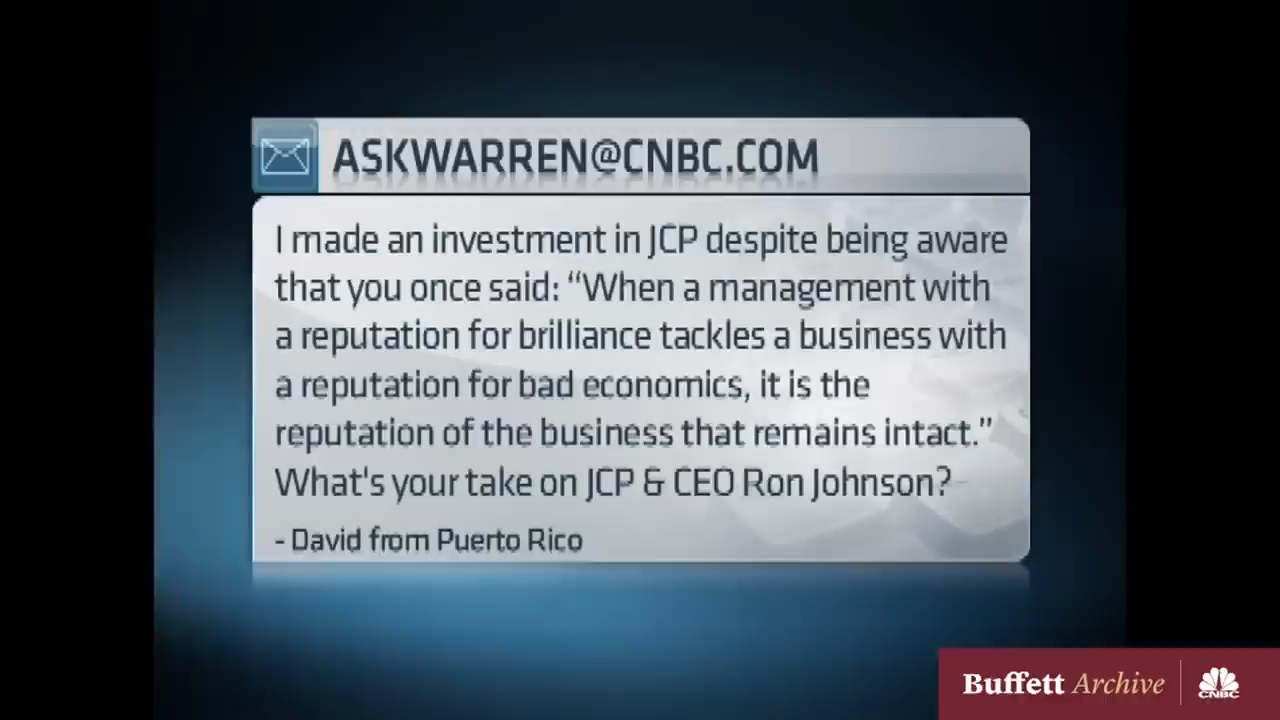 ASKWARREN@CNBC.COM
I made an investment in JCP despite being aware
that you once said: “When a management with
a reputation for brilliance tackles a business with
a reputation for bad economics, it is the
reputation of the business that remains intact.”
What's your take on JCP & CEO Ron Johnson?
- David from Puerto Rico
Buffett Archive
CNBC